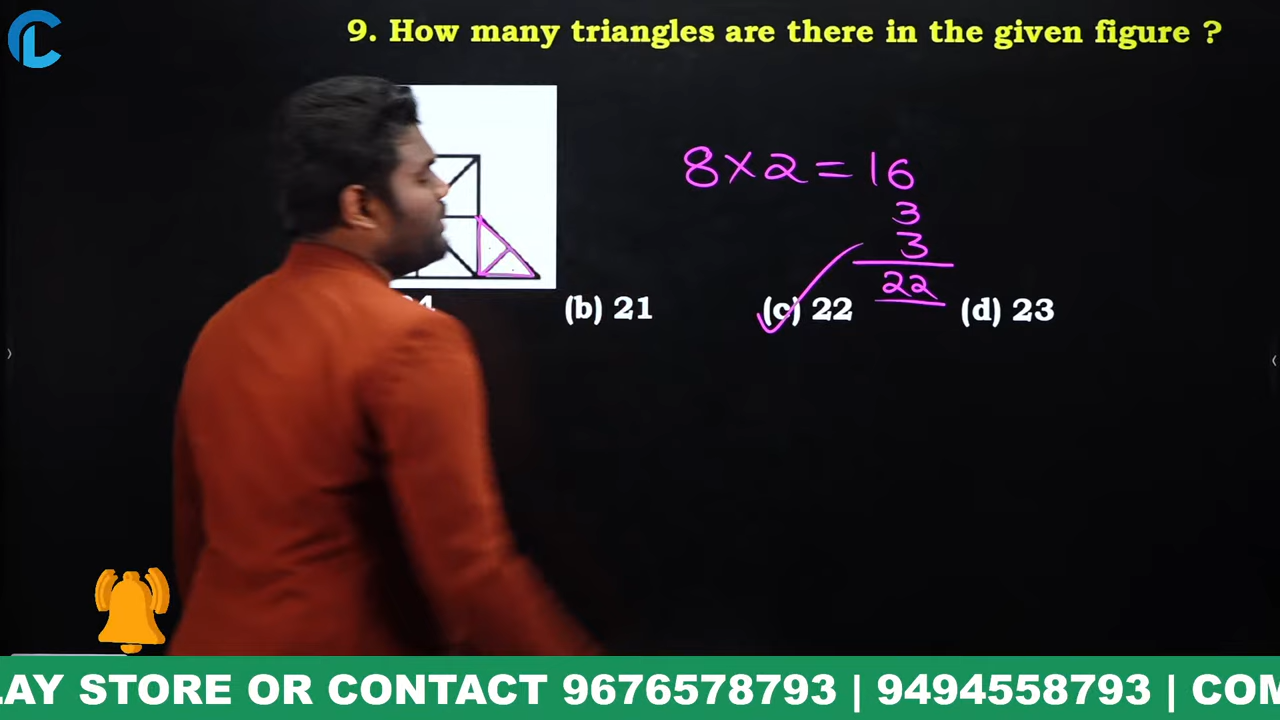 9. How many triangles are there in the given figure ?
8×2=16
3
3
22
(b) 21
(c) 22
(d) 23
LAY STORE OR CONTACT 9676578793 | 9494558793 | COM